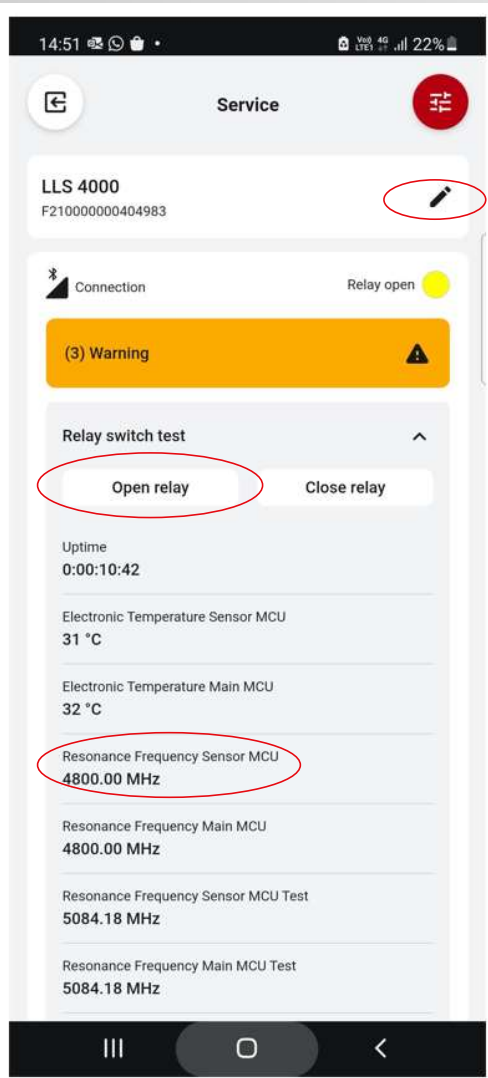 14:51
VoI) 4G
LTE1
22%
Service
LLS 4000
F210000000404983
Connection
Relay open
(3) Warning
Relay switch test
Open relay
Close relay
Uptime
0:00:10:42
Electronic Temperature Sensor MCU
31 °C
Electronic Temperature Main MCU
32 °C
Resonance Frequency Sensor MCU
4800.00 MHz
Resonance Frequency Main MCU
4800.00 MHz
Resonance Frequency Sensor MCU Test
5084.18 MHz
Resonance Frequency Main MCU Test
5084.18 MHz